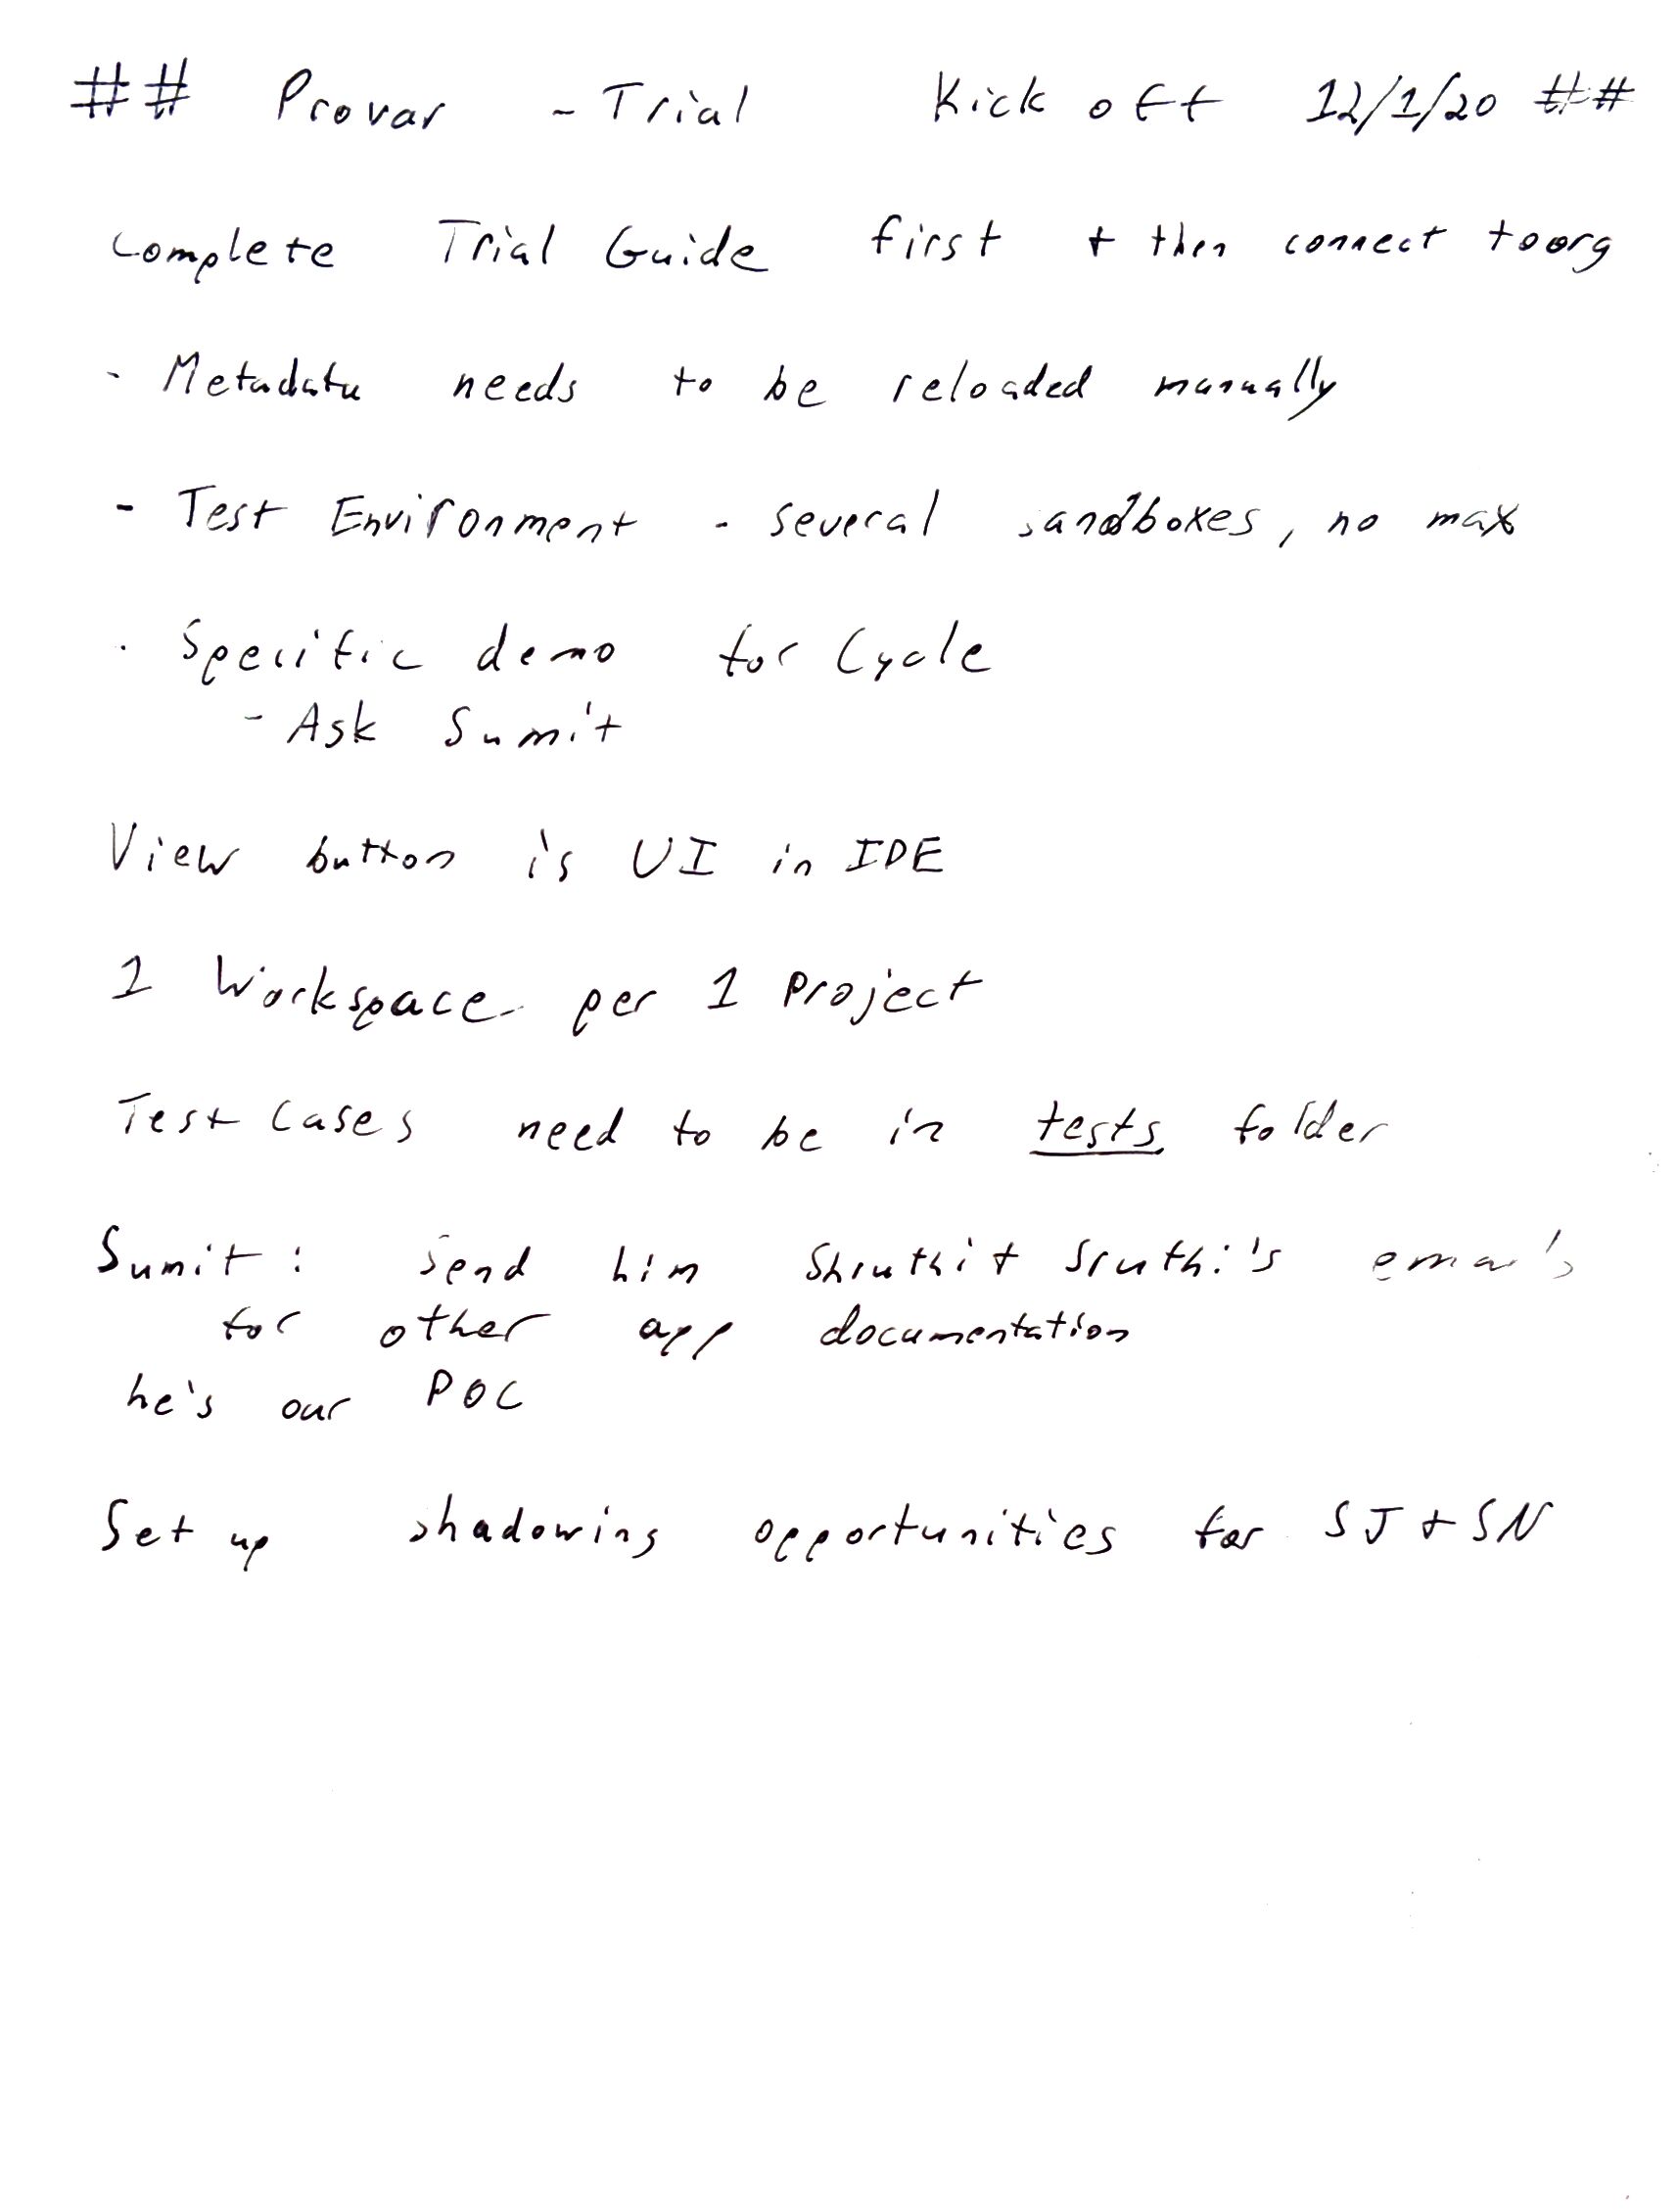 ## Provar - Trial Kick off 12/1/20 ##
Complete Trial Guide first + then connect to org
- Metadata needs to be reloaded manually
- Test Environment - several sandboxes, no max
- Specific demo for Cycle
- Ask Sumit
View button is UI in IDE
1 Workspace per 1 project
Test Cases need to be in tests folder
Sumit: Send him Shruthi + Sruthi's emails
for other app documentation
he's our POC
Set up shadowing opportunities for SJ + SN